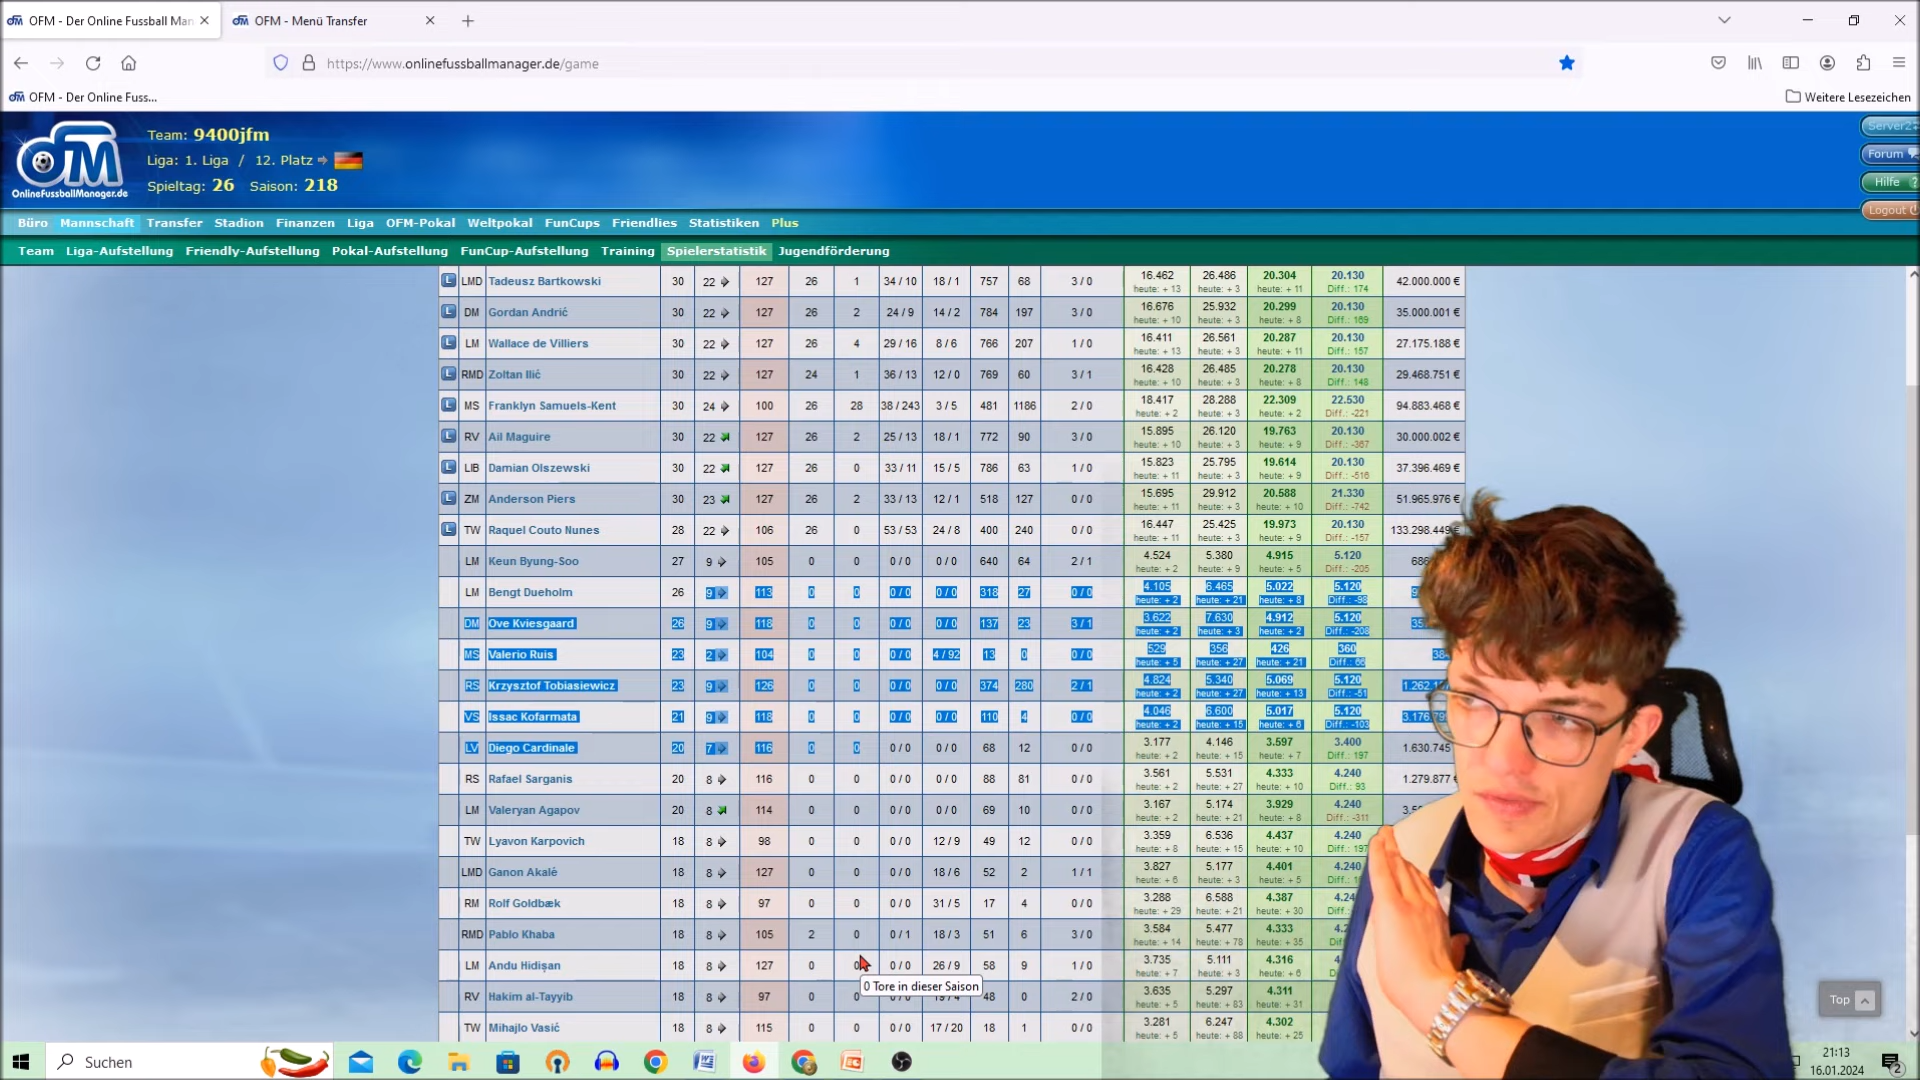 OFM - Der Online Fussball Man
OFM - Menü Transfer
https://www.onlinefussballmanager.de/game
OFM - Der Online Fuss...
Weitere Lesezeichen
OFM
OnlineFussballManager.de
Team: 9400jfm
Liga: 1. Liga / 12. Platz
Spieltag: 26 Saison: 218
Server2
Forum
Hilfe ?
Logout
Büro Mannschaft Transfer Stadion Finanzen Liga OFM-Pokal Weltpokal FunCups Friendlies Statistiken Plus
Team Liga-Aufstellung Friendly-Aufstellung Pokal-Aufstellung FunCup-Aufstellung Training Spielerstatistik Jugendförderung
L LMD Tadeusz Bartkowski 30 22 127 26 1 34 / 10 18 / 1 757 68 3 / 0 16.462 26.486 20.304 20.130 42.000.000 €
heute: + 13 heute: + 3 heute: + 11 Diff.: 174
L DM Gordan Andrić 30 22 127 26 2 24 / 9 14 / 2 784 197 3 / 0 16.676 25.932 20.299 20.130 35.000.001 €
heute: + 10 heute: + 3 heute: + 8 Diff.: 169
L LM Wallace de Villiers 30 22 127 26 4 29 / 16 8 / 6 766 207 1 / 0 16.411 26.561 20.287 20.130 27.175.188 €
heute: + 13 heute: + 3 heute: + 11 Diff.: 157
L RMD Zoltan Ilić 30 22 127 24 1 36 / 13 12 / 0 769 60 3 / 1 16.428 26.485 20.278 20.130 29.468.751 €
heute: + 10 heute: + 3 heute: + 8 Diff.: 148
L MS Franklyn Samuels-Kent 30 24 100 26 28 38 / 243 3 / 5 481 1186 2 / 0 18.417 28.288 22.309 22.530 94.883.468 €
heute: + 2 heute: + 3 heute: + 2 Diff.: -221
L RV Ail Maguire 30 22 127 26 2 25 / 13 18 / 1 772 90 3 / 0 15.895 26.120 19.763 20.130 30.000.002 €
heute: + 10 heute: + 3 heute: + 9 Diff.: -367
L LIB Damian Olszewski 30 22 127 26 0 33 / 11 15 / 5 786 63 1 / 0 15.823 25.795 19.614 20.130 37.396.469 €
heute: + 11 heute: + 3 heute: + 9 Diff.: -516
L ZM Anderson Piers 30 23 127 26 2 33 / 13 12 / 1 518 127 0 / 0 15.695 29.912 20.588 21.330 51.965.976 €
heute: + 11 heute: + 3 heute: + 10 Diff.: -742
L TW Raquel Couto Nunes 28 22 106 26 0 53 / 53 24 / 8 400 240 0 / 0 16.447 25.425 19.973 20.130 133.298.449
heute: + 11 heute: + 3 heute: + 9 Diff.: -157
LM Keun Byung-Soo 27 9 105 0 0 0 / 0 0 / 0 640 64 2 / 1 4.524 5.380 4.915 5.120 686
heute: + 2 heute: + 9 heute: + 5 Diff.: -205
LM Bengt Dueholm 26 9 113 0 0 0 / 0 0 / 0 318 27 0 / 0 4.105 6.465 5.022 5.120
heute: + 2 heute: + 21 heute: + 8 Diff.: -98
DM Ove Kviesgaard 26 9 118 0 0 0 / 0 0 / 0 137 23 3 / 1 3.622 7.630 4.912 5.120
heute: + 2 heute: + 3 heute: + 2 Diff.: -208
MS Valerio Ruis 23 2 104 0 0 0 / 0 4 / 92 13 0 0 / 0 529 356 426 360
heute: + 5 heute: + 27 heute: + 21 Diff.: 66
RS Krzysztof Tobiasiewicz 23 9 126 0 0 0 / 0 0 / 0 374 280 2 / 1 4.824 5.340 5.069 5.120
heute: + 2 heute: + 27 heute: + 13 Diff.: -51
VS Issac Kofarmata 21 9 118 0 0 0 / 0 0 / 0 110 4 0 / 0 4.046 6.600 5.017 5.120
heute: + 2 heute: + 15 heute: + 6 Diff.: -103
LV Diego Cardinale 20 7 116 0 0 0 / 0 0 / 0 68 12 0 / 0 3.177 4.146 3.597 3.400 1.630.745
heute: + 2 heute: + 15 heute: + 7 Diff.: 197
RS Rafael Sarganis 20 8 116 0 0 0 / 0 0 / 0 88 81 0 / 0 3.561 5.531 4.333 4.240 1.279.877 €
heute: + 2 heute: + 27 heute: + 10 Diff.: 93
LM Valeryan Agapov 20 8 114 0 0 0 / 0 0 / 0 69 10 0 / 0 3.167 5.174 3.929 4.240
heute: + 2 heute: + 21 heute: + 8 Diff.: -311
TW Lyavon Karpovich 18 8 98 0 0 0 / 0 12 / 9 49 12 0 / 0 3.359 6.536 4.437 4.240
heute: + 8 heute: + 15 heute: + 10 Diff.: 197
LMD Ganon Akalè 18 8 127 0 0 0 / 0 18 / 6 52 2 1 / 1 3.827 5.177 4.401 4.240
heute: + 6 heute: + 3 heute: + 5 Diff.:
RM Rolf Goldbæk 18 8 97 0 0 0 / 0 31 / 5 17 4 0 / 0 3.288 6.588 4.387 4.24
heute: + 29 heute: + 21 heute: + 30 Diff.
RMD Pablo Khaba 18 8 105 2 0 0 / 1 18 / 3 51 6 3 / 0 3.584 5.477 4.333
heute: + 14 heute: + 78 heute: + 35 Diff
LM Andu Hidişan 18 8 127 0 0 0 / 0 26 / 9 58 9 1 / 0 3.735 5.111 4.316
heute: + 7 heute: + 3 heute: + 6
RV Hakim al-Tayyib 18 8 97 0 48 0 2 / 0 3.635 5.297 4.311
heute: + 5 heute: + 83 heute: + 31
TW Mihajlo Vasić 18 8 115 0 0 0 / 0 17 / 20 18 1 0 / 0 3.281 6.247 4.302
heute: + 5 heute: + 88 heute: + 25
0 Tore in dieser Saison
Top
Suchen
21:13
16.01.2024
2